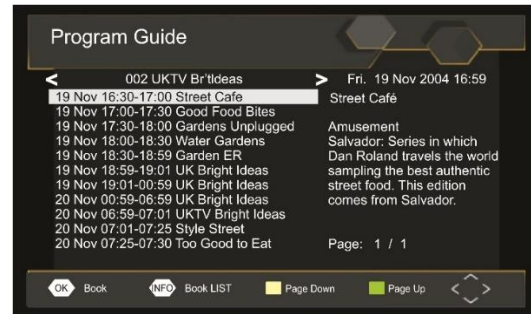 Program Guide
< 002 UKTV Br'tIdeas >
Fri. 19 Nov 2004 16:59
19 Nov 16:30-17:00 Street Cafe
19 Nov 17:00-17:30 Good Food Bites
19 Nov 17:30-18:00 Gardens Unplugged
19 Nov 18:00-18:30 Water Gardens
19 Nov 18:30-18:59 Garden ER
19 Nov 18:59-19:01 UK Bright Ideas
19 Nov 19:01-00:59 UK Bright Ideas
20 Nov 00:59-06:59 UK Bright Ideas
20 Nov 06:59-07:01 UKTV Bright Ideas
20 Nov 07:01-07:25 Style Street
20 Nov 07:25-07:30 Too Good to Eat
Street Café
Amusement
Salvador: Series in which
Dan Roland travels the world
sampling the best authentic
street food. This edition
comes from Salvador.
Page: 1 / 1
OK Book INFO Book LIST Page Down Page Up